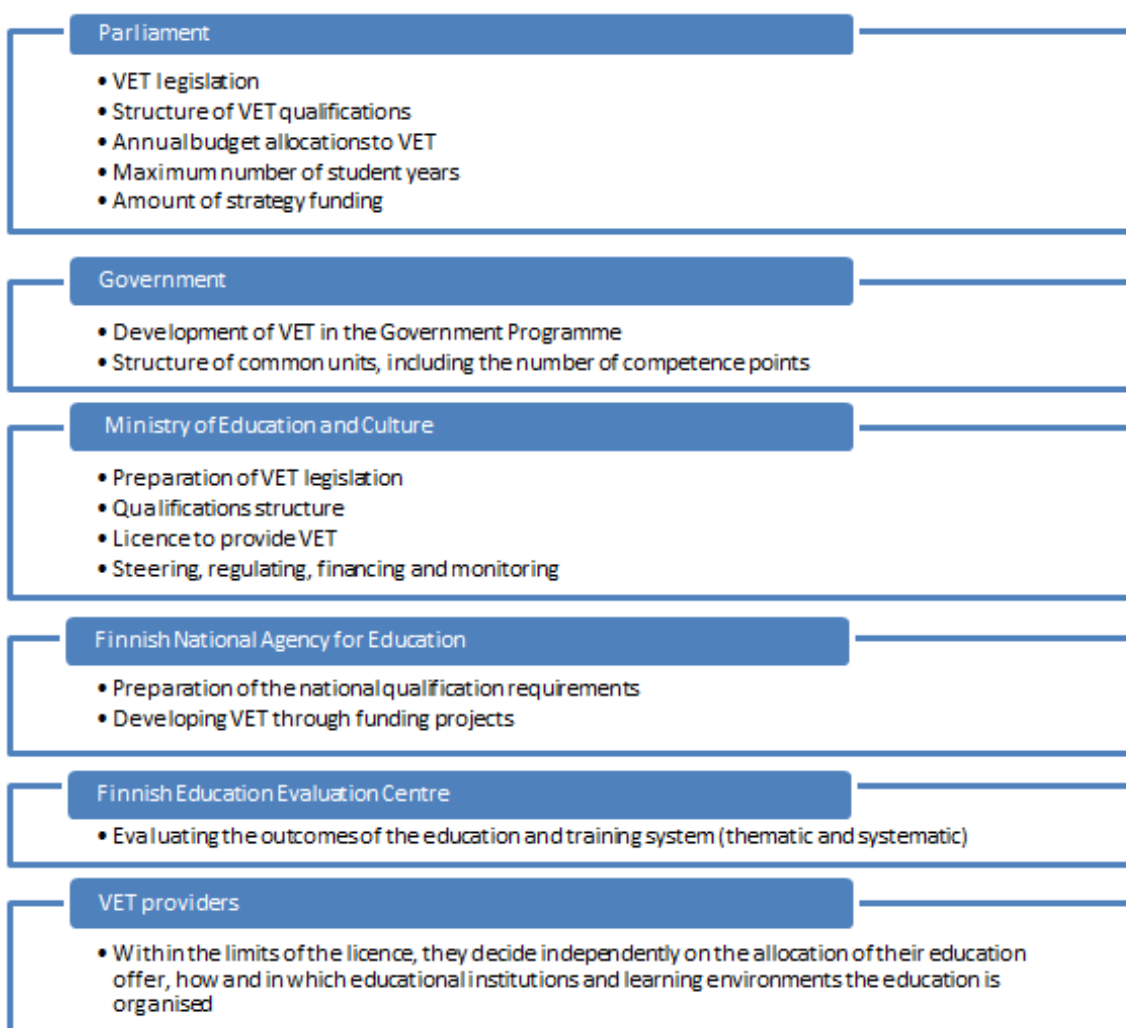 Parliament
• VET legislation
• Structure of VET qualifications
• Annual budget allocations to VET
• Maximum number of student years
• Amount of strategy funding
Government
• Development of VET in the Government Programme
• Structure of common units, including the number of competence points
Ministry of Education and Culture
• Preparation of VET legislation
• Qualifications structure
• Licence to provide VET
• Steering, regulating, financing and monitoring
Finnish National Agency for Education
• Preparation of the national qualification requirements
• Developing VET through funding projects
Finnish Education Evaluation Centre
• Evaluating the outcomes of the education and training system (thematic and systematic)
VET providers
• Within the limits of the licence, they decide independently on the allocation of their education
offer, how and in which educational institutions and learning environments the education is
organised